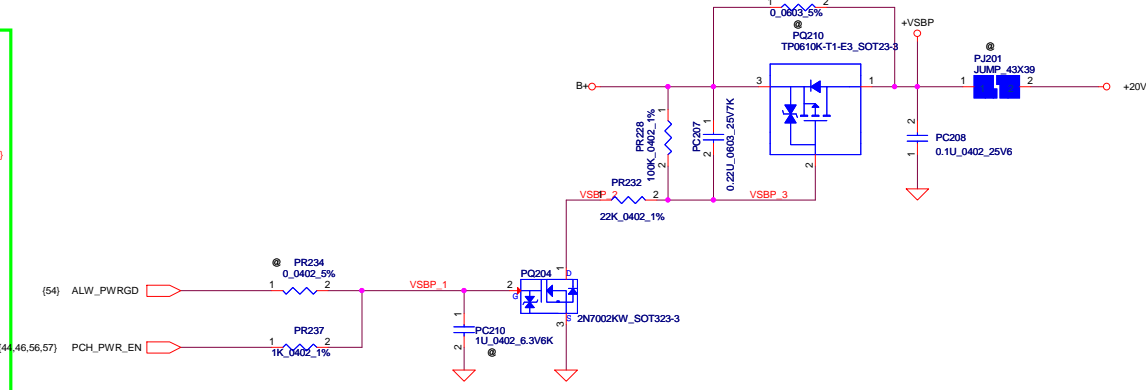 1
2
0_0603_5%
@
PQ210
TP0610K-T1-E3_SOT23-3
+VSBP
@
PJ201
JUMP_43X39
B+
3
1
1
2
+20V
PR228
100K_0402_1%
1
2
PC207
0.22U_0603_25V7K
1
2
2
2
1
PC208
0.1U_0402_25V6
PR232
VSBP_2
1
2
VSBP_3
22K_0402_1%
@
PR234
0_0402_5%
{54}
ALW_PWRGD
1
2
VSBP_1
PQ204
1
D
2
G
S
3
2N7002KW_SOT323-3
1
2
PC210
1U_0402_6.3V6K
@
PR237
{44,46,56,57}
PCH_PWR_EN
1
2
1K_0402_1%